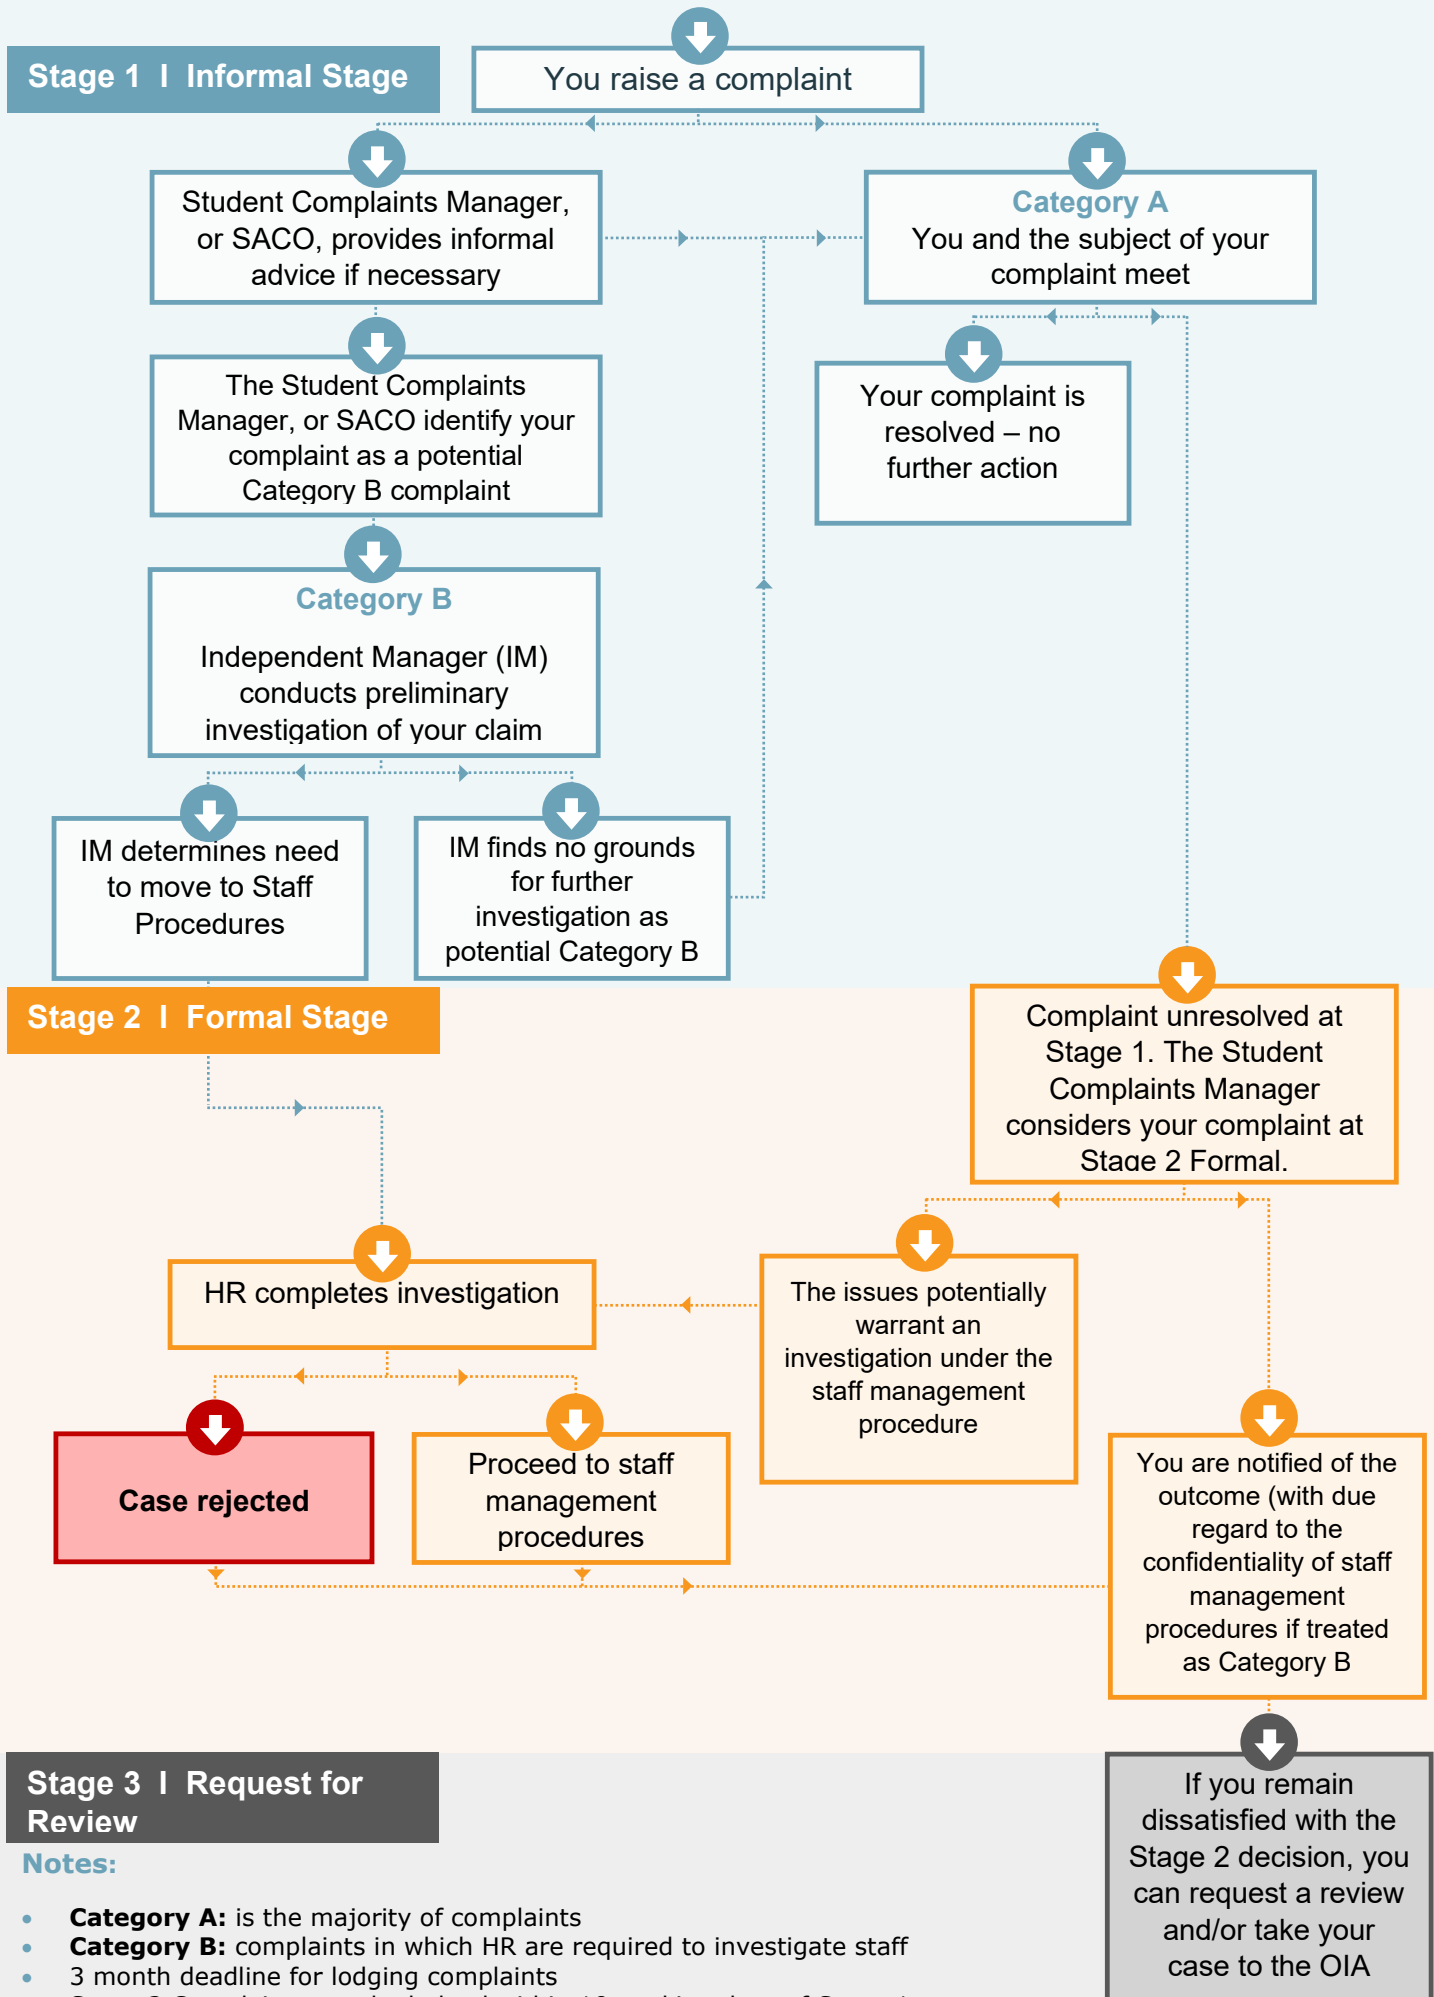 Stage 1 I Informal Stage
You raise a complaint
Student Complaints Manager,
or SACO, provides informal
advice if necessary
Category A
You and the subject of your
complaint meet
The Student Complaints
Manager, or SACO identify your
complaint as a potential
Category B complaint
Your complaint is
resolved – no
further action
Category B
Independent Manager (IM)
conducts preliminary
investigation of your claim
IM determines need
to move to Staff
Procedures
IM finds no grounds
for further
investigation as
potential Category B
Stage 2 I Formal Stage
Complaint unresolved at
Stage 1. The Student
Complaints Manager
considers your complaint at
Stage 2 Formal.
HR completes investigation
The issues potentially
warrant an
investigation under the
staff management
procedure
Case rejected
Proceed to staff
management
procedures
You are notified of the
outcome (with due
regard to the
confidentiality of staff
management
procedures if treated
as Category B
Stage 3 I Request for
Review
If you remain
dissatisfied with the
Stage 2 decision, you
can request a review
and/or take your
case to the OIA
Notes:
• Category A: is the majority of complaints
• Category B: complaints in which HR are required to investigate staff
• 3 month deadline for lodging complaints